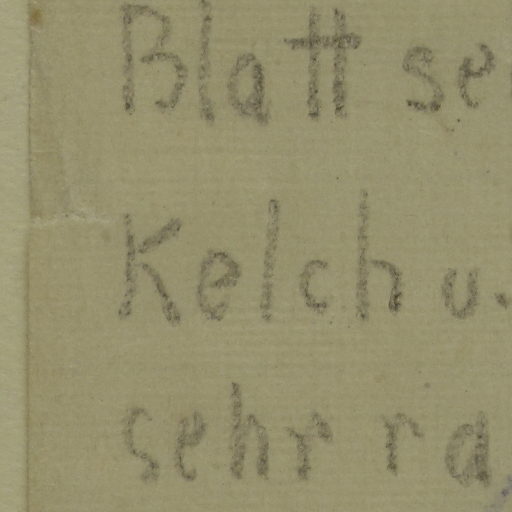 Blatt se
Kelch u.
sehr ra